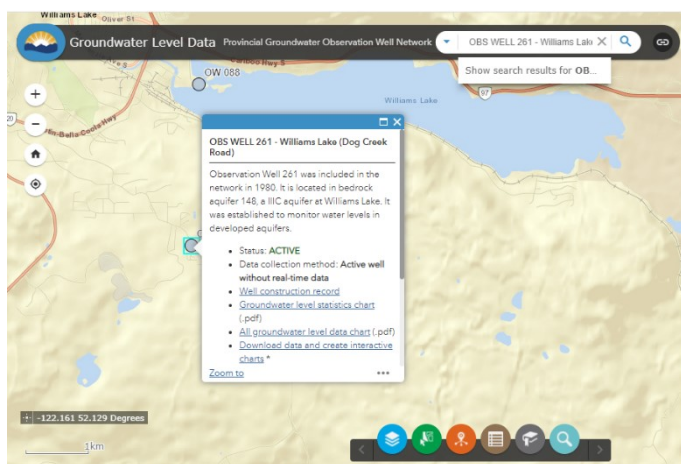 Williams Lake
Oliver St
Groundwater Level Data Provincial Groundwater Observation Well Network
OBS WELL 261 - Williams Lak
Show search results for OB...
Cariboo Hwy S
OW 088
97
Williams Lake
20
Chilcotin-Bella Coola Hwy
OBS WELL 261 - Williams Lake (Dog Creek
Road)
Observation Well 261 was included in the
network in 1980. It is located in bedrock
aquifer 148, a IIIC aquifer at Williams Lake. It
was established to monitor water levels in
developed aquifers.
Status: ACTIVE
Data collection method: Active well
without real-time data
Well construction record
Groundwater level statistics chart
(.pdf)
All groundwater level data chart (.pdf)
Download data and create interactive
charts *
Zoom to
-122.161 52.129 Degrees
1km